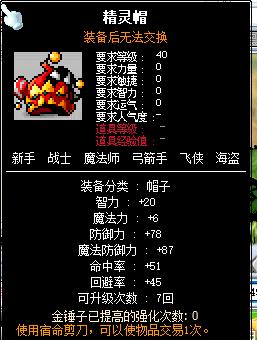 精灵帽
装备后无法交换
要求等级 : 40
要求力量 : 0
要求敏捷 : 0
要求智力 : 0
要求运气 : 0
要求人气度 : -
道具等级 : -
道具经验值 : -
新手 战士 魔法师 弓箭手 飞侠 海盗
装备分类 : 帽子
智力 : +20
魔法力 : +6
防御力 : +78
魔法防御力 : +87
命中率 : +51
回避率 : +45
可升级次数 : 7回
金锤子已提高的强化次数: 0
使用宿命剪刀，可以使物品交易1次。